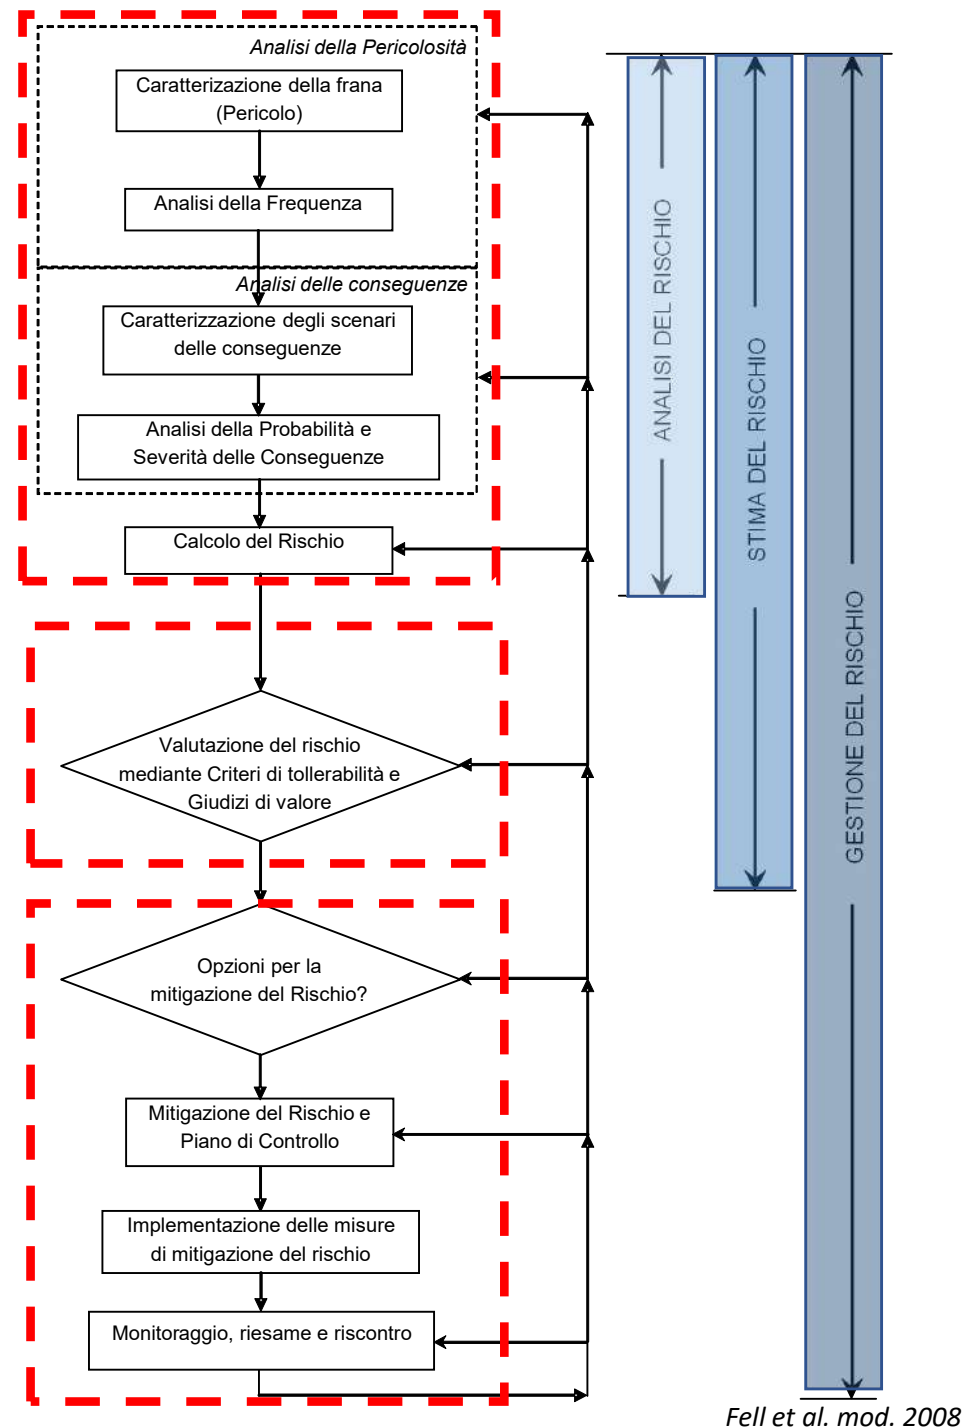 Analisi della Pericolosità
Caratterizazione della frana
(Pericolo)
Analisi della Frequenza
Analisi delle conseguenze
Caratterizzazione degli scenari
delle conseguenze
Analisi della Probabilità e
Severità delle Conseguenze
Calcolo del Rischio
Valutazione del rischio
mediante Criteri di tollerabilità e
Giudizi di valore
Opzioni per la
mitigazione del Rischio?
Mitigazione del Rischio e
Piano di Controllo
Implementazione delle misure
di mitigazione del rischio
Monitoraggio, riesame e riscontro
ANALISI DEL RISCHIO
STIMA DEL RISCHIO
GESTIONE DEL RISCHIO
Fell et al. mod. 2008